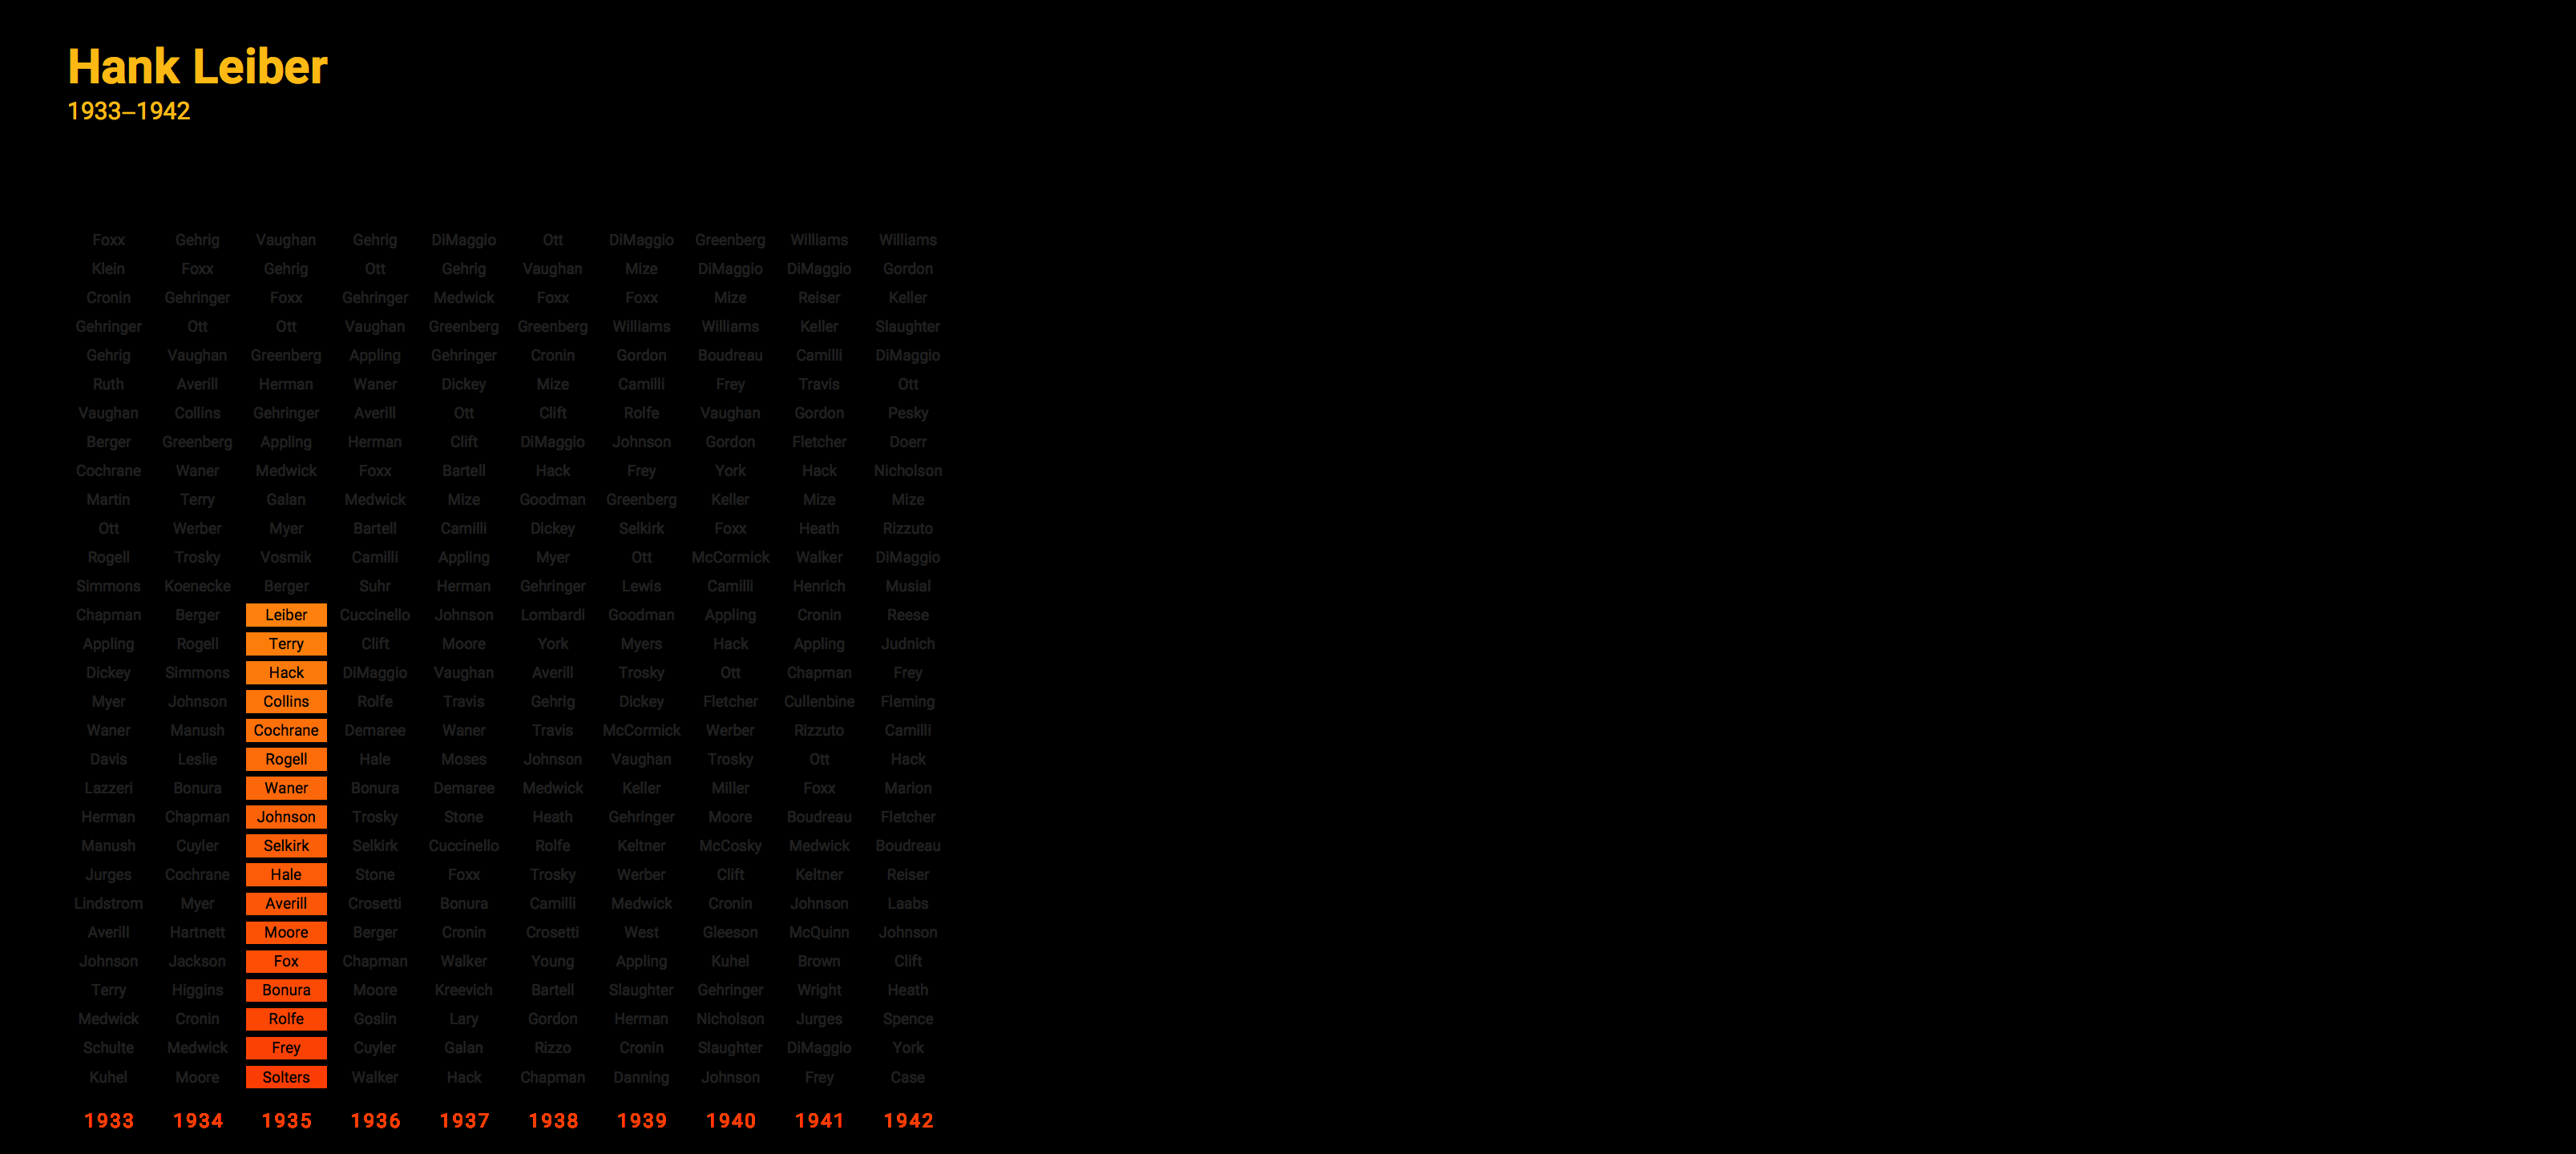 Hank Leiber
1933–1942
Foxx Gehrig Vaughan Gehrig DiMaggio Ott DiMaggio Greenberg Williams Williams
Klein Foxx Gehrig Ott Gehrig Vaughan Mize DiMaggio DiMaggio Gordon
Cronin Gehringer Foxx Gehringer Medwick Foxx Foxx Mize Reiser Keller
Gehringer Ott Ott Vaughan Greenberg Greenberg Williams Williams Keller Slaughter
Gehrig Vaughan Greenberg Appling Gehringer Cronin Gordon Boudreau Camilli DiMaggio
Ruth Averill Herman Waner Dickey Mize Camilli Frey Travis Ott
Vaughan Collins Gehringer Averill Ott Clift Rolfe Vaughan Gordon Pesky
Berger Greenberg Appling Herman Clift DiMaggio Johnson Gordon Fletcher Doerr
Cochrane Waner Medwick Foxx Bartell Hack Frey York Hack Nicholson
Martin Terry Galan Medwick Mize Goodman Greenberg Keller Mize Mize
Ott Werber Myer Bartell Camilli Dickey Selkirk Foxx Heath Rizzuto
Rogell Trosky Vosmik Camilli Appling Myer Ott McCormick Walker DiMaggio
Simmons Koenecke Berger Suhr Herman Gehringer Lewis Camilli Henrich Musial
Chapman Berger Leiber Cuccinello Johnson Lombardi Goodman Appling Cronin Reese
Appling Rogell Terry Clift Moore York Myers Hack Appling Judnich
Dickey Simmons Hack DiMaggio Vaughan Averill Trosky Ott Chapman Frey
Myer Johnson Collins Rolfe Travis Gehrig Dickey Fletcher Cullenbine Fleming
Waner Manush Cochrane Demaree Waner Travis McCormick Werber Rizzuto Camilli
Davis Leslie Rogell Hale Moses Johnson Vaughan Trosky Ott Hack
Lazzeri Bonura Waner Bonura Demaree Medwick Keller Miller Foxx Marion
Herman Chapman Johnson Trosky Stone Heath Gehringer Moore Boudreau Fletcher
Manush Cuyler Selkirk Selkirk Cuccinello Rolfe Keltner McCosky Medwick Boudreau
Jurges Cochrane Hale Stone Foxx Trosky Werber Clift Keltner Reiser
Lindstrom Myer Averill Crosetti Bonura Camilli Medwick Cronin Johnson Laabs
Averill Hartnett Moore Berger Cronin Crosetti West Gleeson McQuinn Johnson
Johnson Jackson Fox Chapman Walker Young Appling Kuhel Brown Clift
Terry Higgins Bonura Moore Kreevich Bartell Slaughter Gehringer Wright Heath
Medwick Cronin Rolfe Goslin Lary Gordon Herman Nicholson Jurges Spence
Schulte Medwick Frey Cuyler Galan Rizzo Cronin Slaughter DiMaggio York
Kuhel Moore Solters Walker Hack Chapman Danning Johnson Frey Case
1933 1934 1935 1936 1937 1938 1939 1940 1941 1942